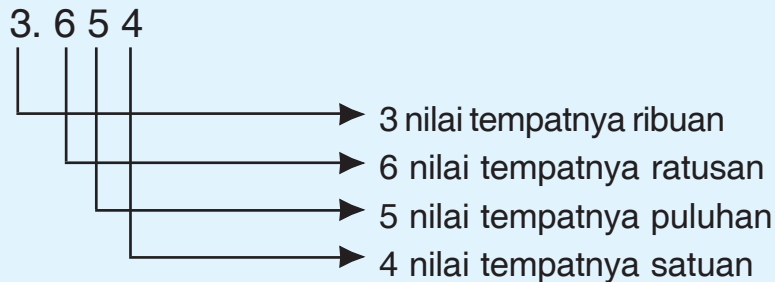 3. 6 5 4
3 nilai tempatnya ribuan
6 nilai tempatnya ratusan
5 nilai tempatnya puluhan
4 nilai tempatnya satuan